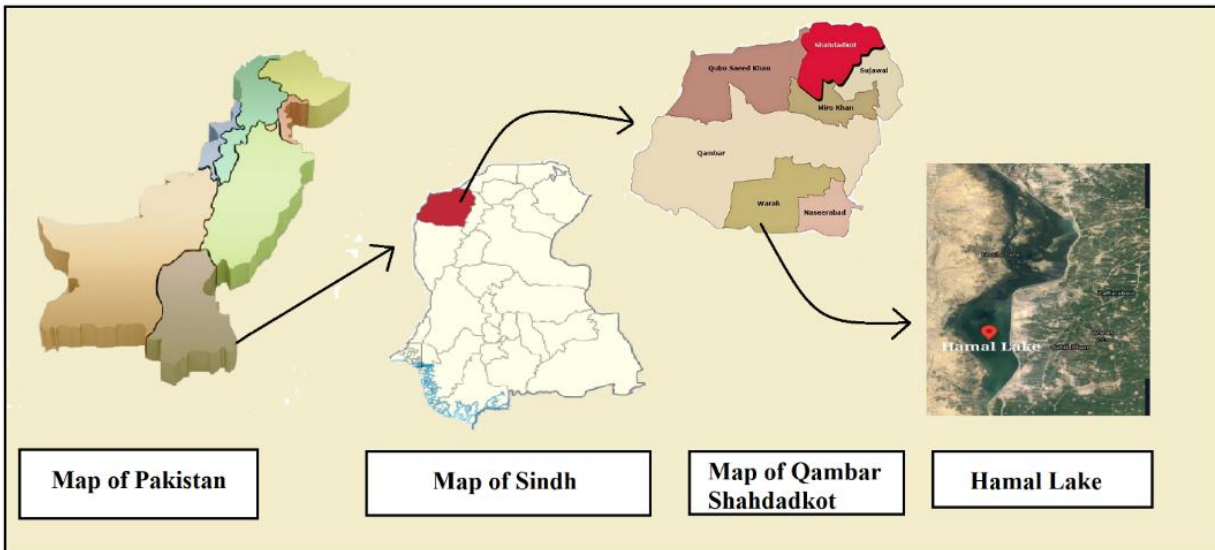 Shahdadkot
Qubo Saeed Khan
Sujawal
Miro Khan
Qambar
Warah
Naseerabad
Hamal Lake
Map of Pakistan
Map of Sindh
Map of Qambar
Shahdadkot
Hamal Lake